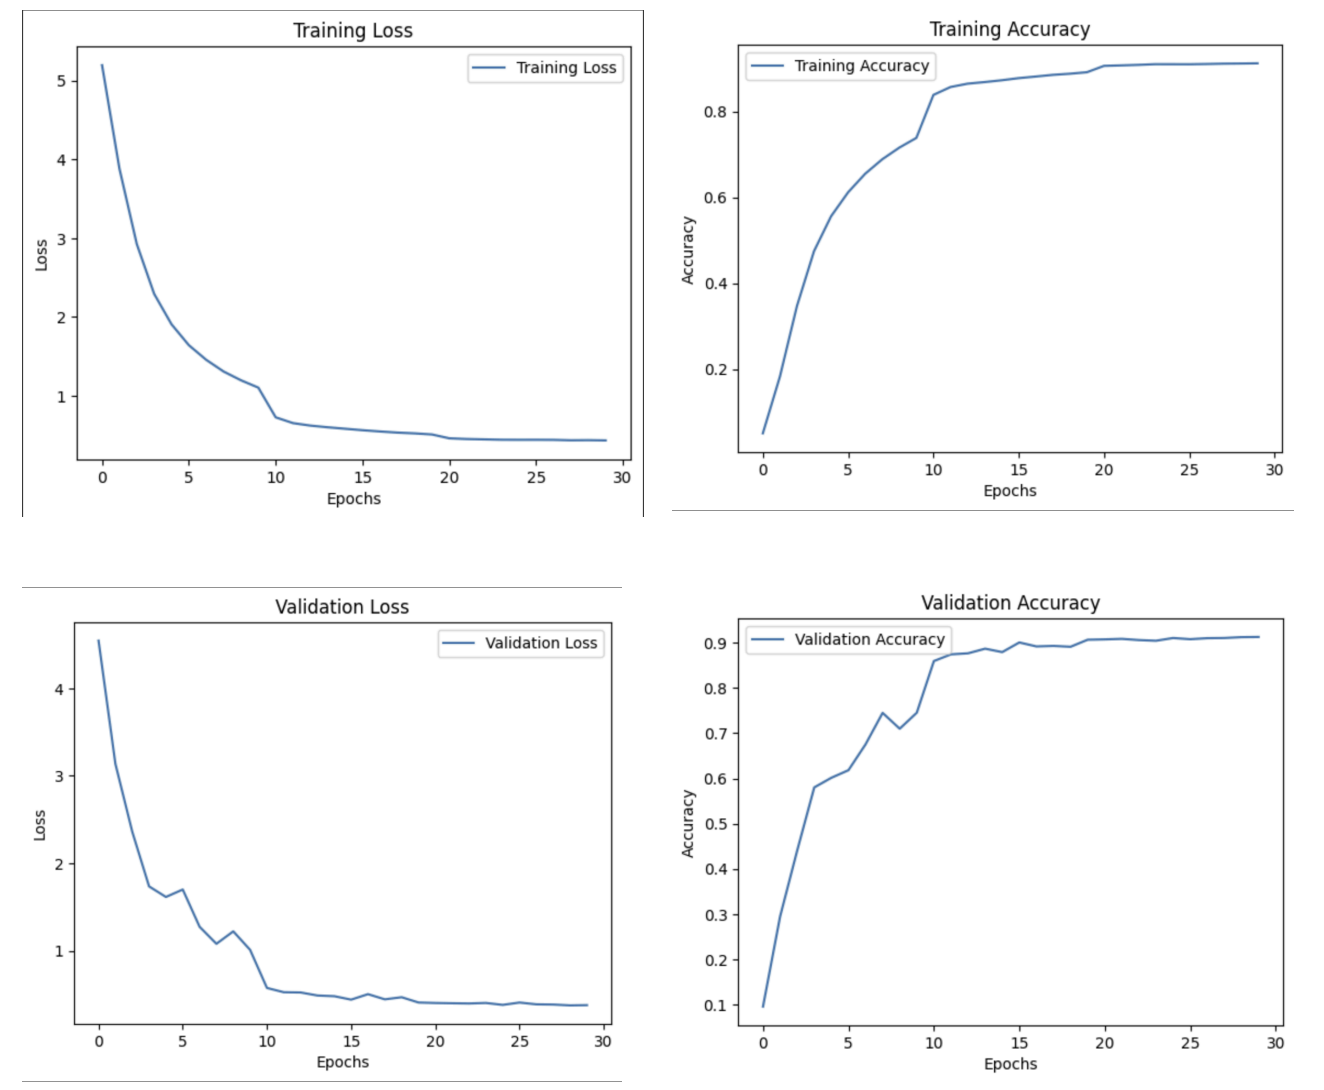 Training Loss
Training Loss
5
4
3
2
1
Loss
0 5 10 15 20 25 30
Epochs
Training Accuracy
Training Accuracy
0.8
0.6
0.4
0.2
Accuracy
0 5 10 15 20 25 30
Epochs
Validation Loss
Validation Loss
4
3
2
1
Loss
0 5 10 15 20 25 30
Epochs
Validation Accuracy
Validation Accuracy
0.9
0.8
0.7
0.6
0.5
0.4
0.3
0.2
0.1
Accuracy
0 5 10 15 20 25 30
Epochs